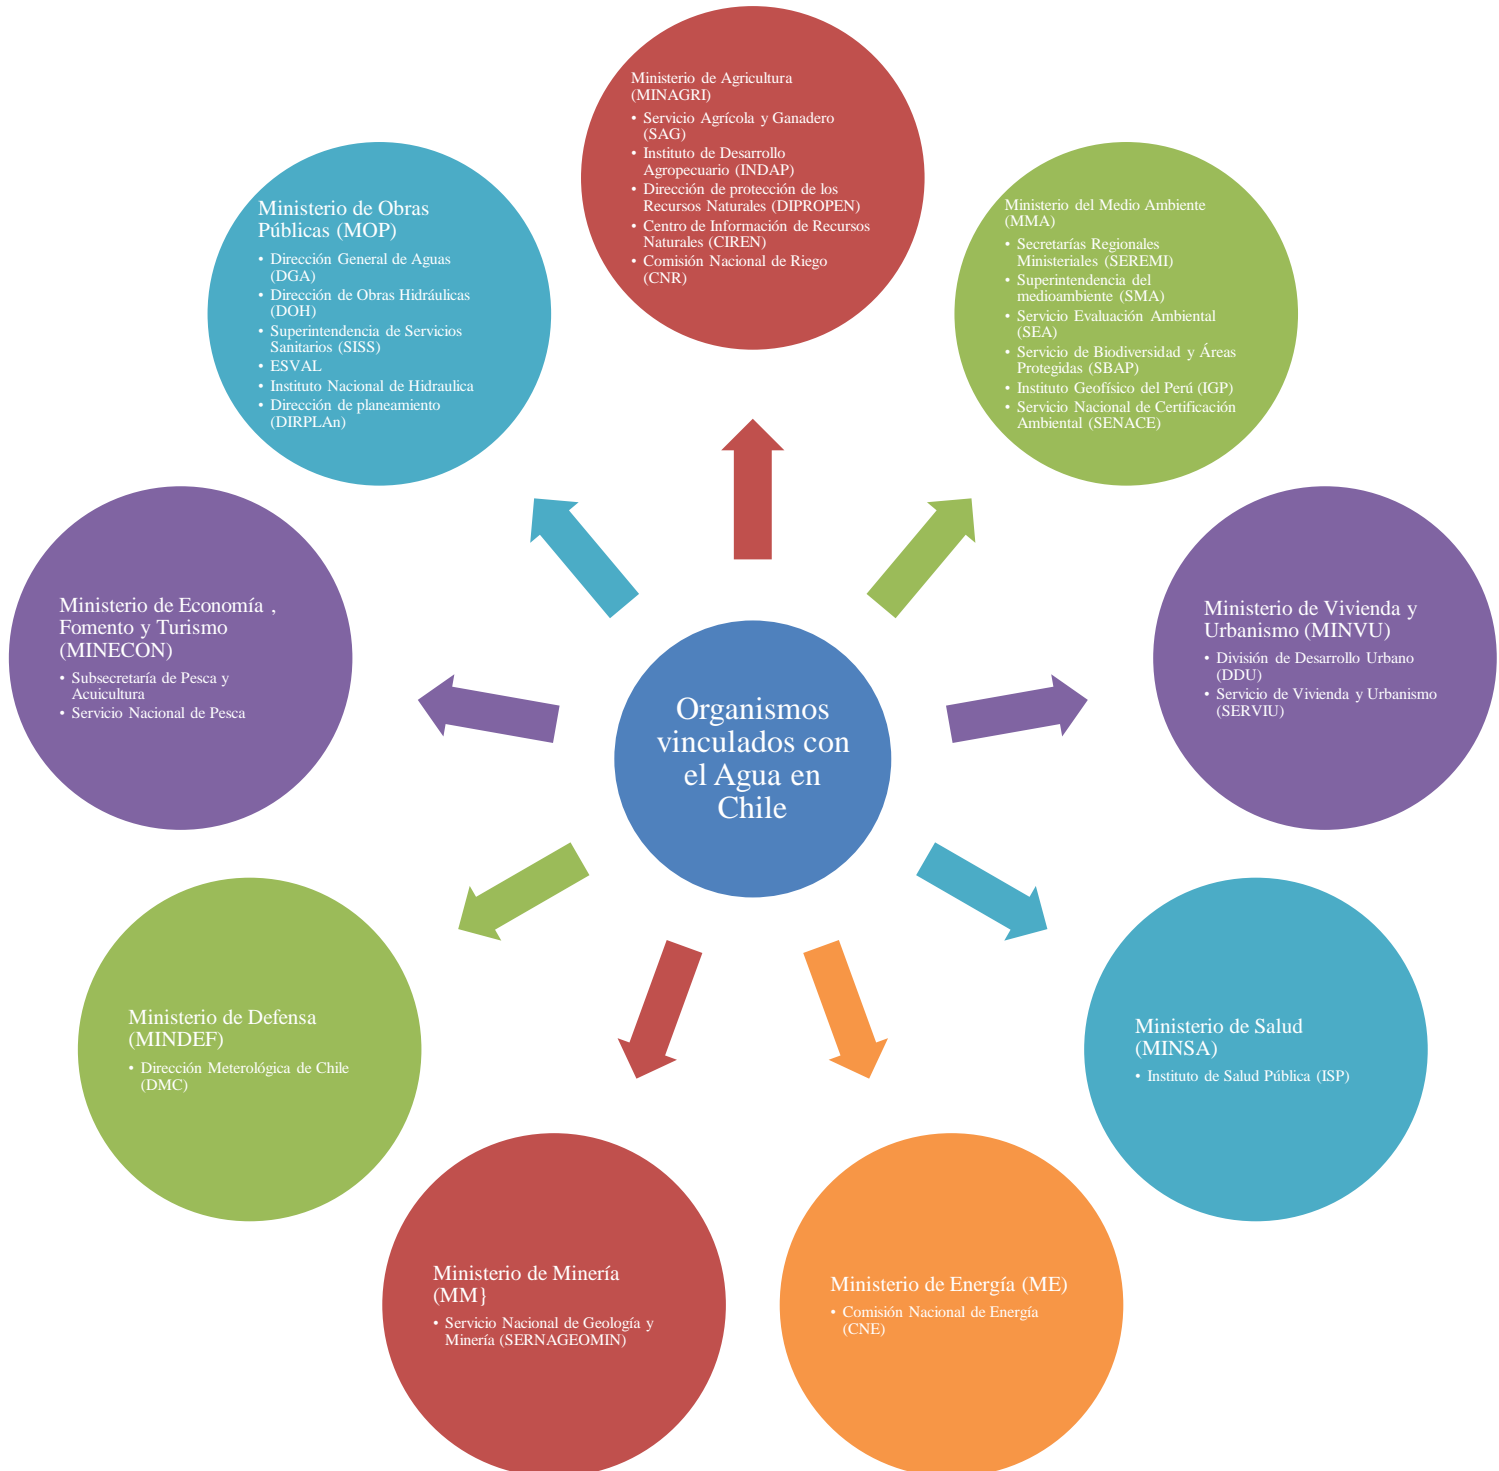 Ministerio de Agricultura
(MINAGRI)
• Servicio Agrícola y Ganadero
(SAG)
• Instituto de Desarrollo
Agropecuario (INDAP)
• Dirección de protección de los
Recursos Naturales (DIPROPEN)
• Centro de Información de Recursos
Naturales (CIREN)
• Comisión Nacional de Riego
(CNR)
Ministerio del Medio Ambiente
(MMA)
• Secretarías Regionales
Ministeriales (SEREMI)
• Superintendencia del
medioambiente (SMA)
• Servicio Evaluación Ambiental
(SEA)
• Servicio de Biodiversidad y Áreas
Protegidas (SBAP)
• Instituto Geofísico del Perú (IGP)
• Servicio Nacional de Certificación
Ambiental (SENACE)
Ministerio de Vivienda y
Urbanismo (MINVU)
• División de Desarrollo Urbano
(DDU)
• Servicio de Vivienda y Urbanismo
(SERVIU)
Ministerio de Salud
(MINSA)
• Instituto de Salud Pública (ISP)
Ministerio de Energía (ME)
• Comisión Nacional de Energía
(CNE)
Ministerio de Minería
(MM}
• Servicio Nacional de Geología y
Minería (SERNAGEOMIN)
Ministerio de Defensa
(MINDEF)
• Dirección Meterológica de Chile
(DMC)
Ministerio de Economía ,
Fomento y Turismo
(MINECON)
• Subsecretaría de Pesca y
Acuicultura
• Servicio Nacional de Pesca
Ministerio de Obras
Públicas (MOP)
• Dirección General de Aguas
(DGA)
• Dirección de Obras Hidráulicas
(DOH)
• Superintendencia de Servicios
Sanitarios (SISS)
• ESVAL
• Instituto Nacional de Hidraulica
• Dirección de planeamiento
(DIRPLAn)
Organismos
vinculados con
el Agua en
Chile